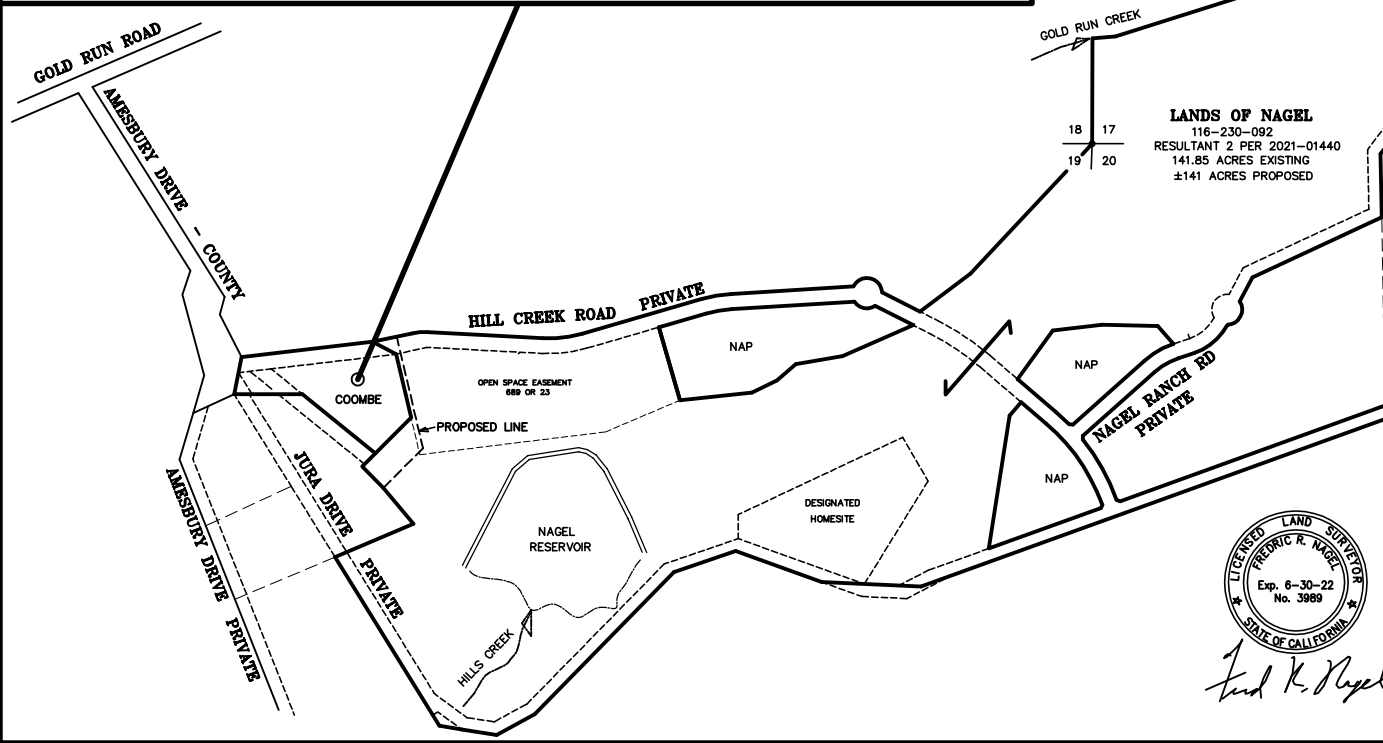 GOLD RUN ROAD
GOLD RUN CREEK
AMESBURY DRIVE - COUNTY
18 17
19 20
LANDS OF NAGEL
116-230-092
RESULTANT 2 PER 2021-01440
141.85 ACRES EXISTING
±141 ACRES PROPOSED
HILL CREEK ROAD PRIVATE
NAP
NAP
NAGEL RANCH RD
PRIVATE
OPEN SPACE EASEMENT
689 OR 23
COOMBE
PROPOSED LINE
JURA DRIVE PRIVATE
AMESBURY DRIVE PRIVATE
NAP
DESIGNATED
HOMESITE
NAGEL
RESERVOIR
HILLS CREEK
LICENSED LAND SURVEYOR
FREDRIC R. NAGEL
Exp. 6-30-22
No. 3989
STATE OF CALIFORNIA
Fred R. Nagel